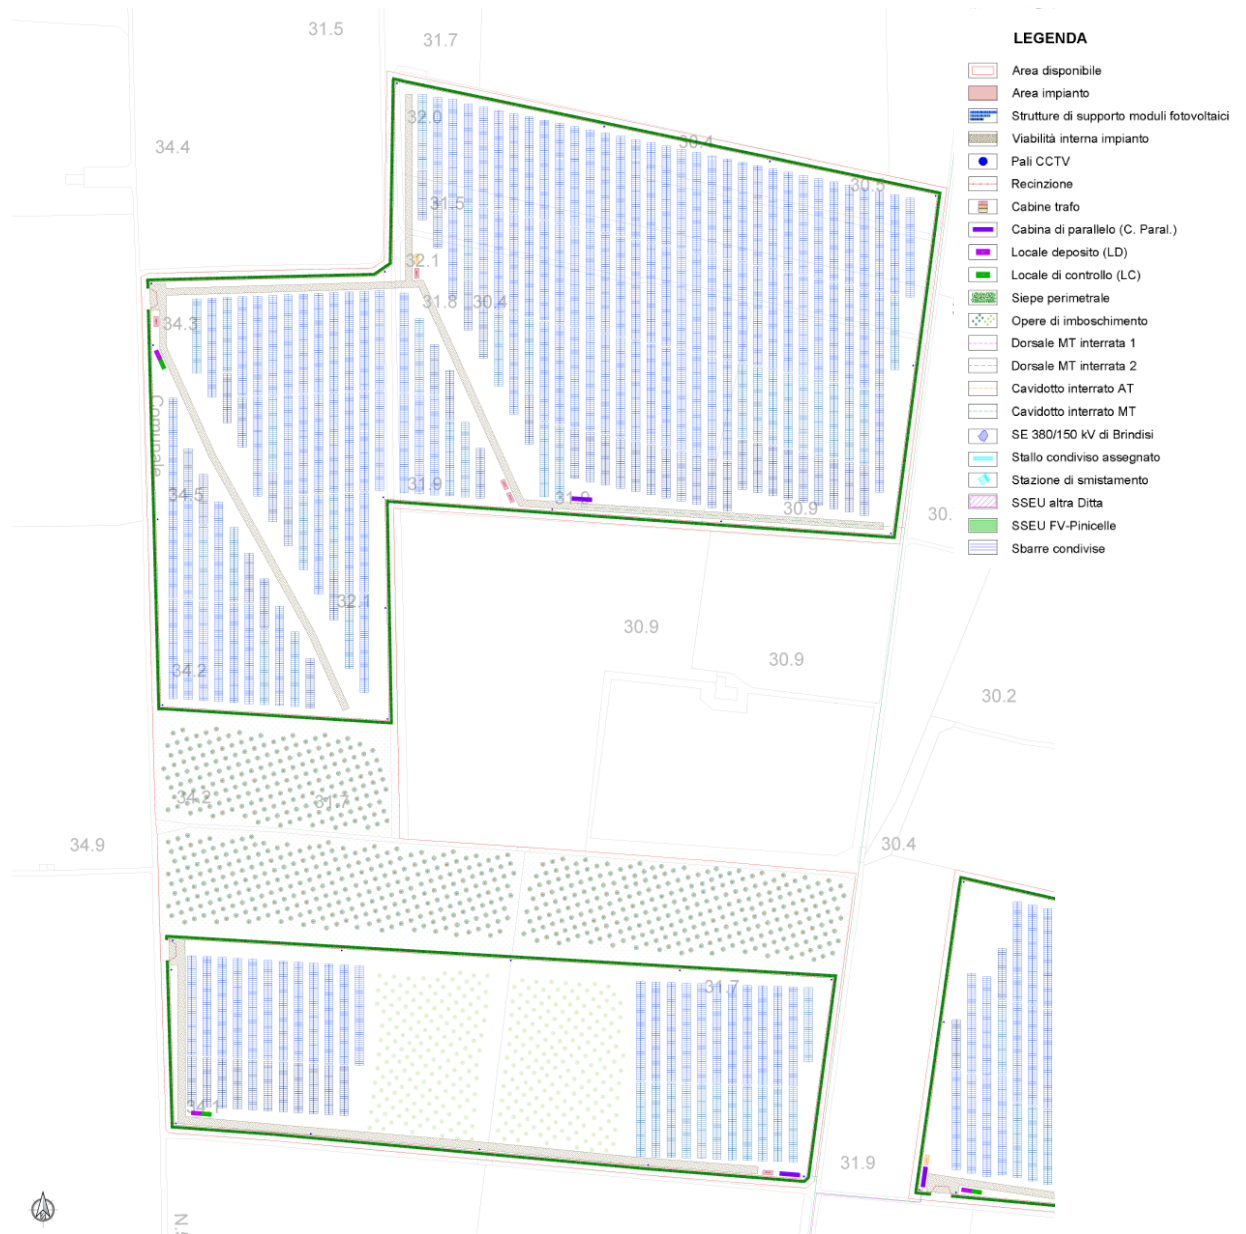 31.5
31.7
LEGENDA
Area disponibile
Area impianto
Strutture di supporto moduli fotovoltaici
Viabilità interna impianto
Pali CCTV
Recinzione
Cabine trafo
Cabina di parallelo (C. Paral.)
Locale deposito (LD)
Locale di controllo (LC)
Siepe perimetrale
Opere di imboschimento
Dorsale MT interrata 1
Dorsale MT interrata 2
Cavidotto interrato AT
Cavidotto interrato MT
SE 380/150 kV di Brindisi
Stallo condiviso assegnato
Stazione di smistamento
SSEU altra Ditta
SSEU FV-Pinicelle
Sbarre condivise
32.0
34.4
30.4
30.5
31.5
32.1
31.8
30.4
34.3
Comunale
31.9
34.5
31.9
30.9
30.
32.1
30.9
30.9
34.2
30.2
34.2
31.7
34.9
30.4
31.7
34.1
31.9